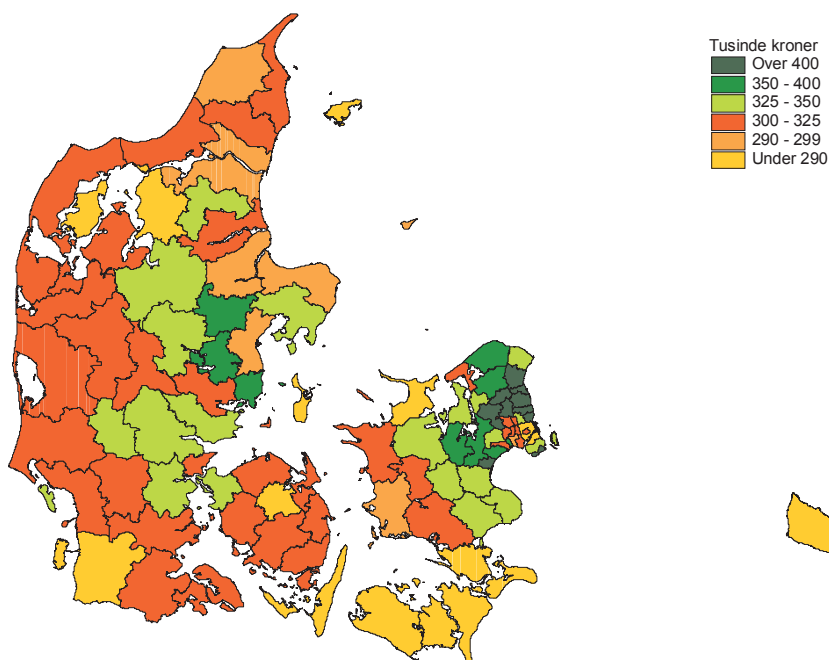 Tusinde kroner
Over 400
350 - 400
325 - 350
300 - 325
290 - 299
Under 290